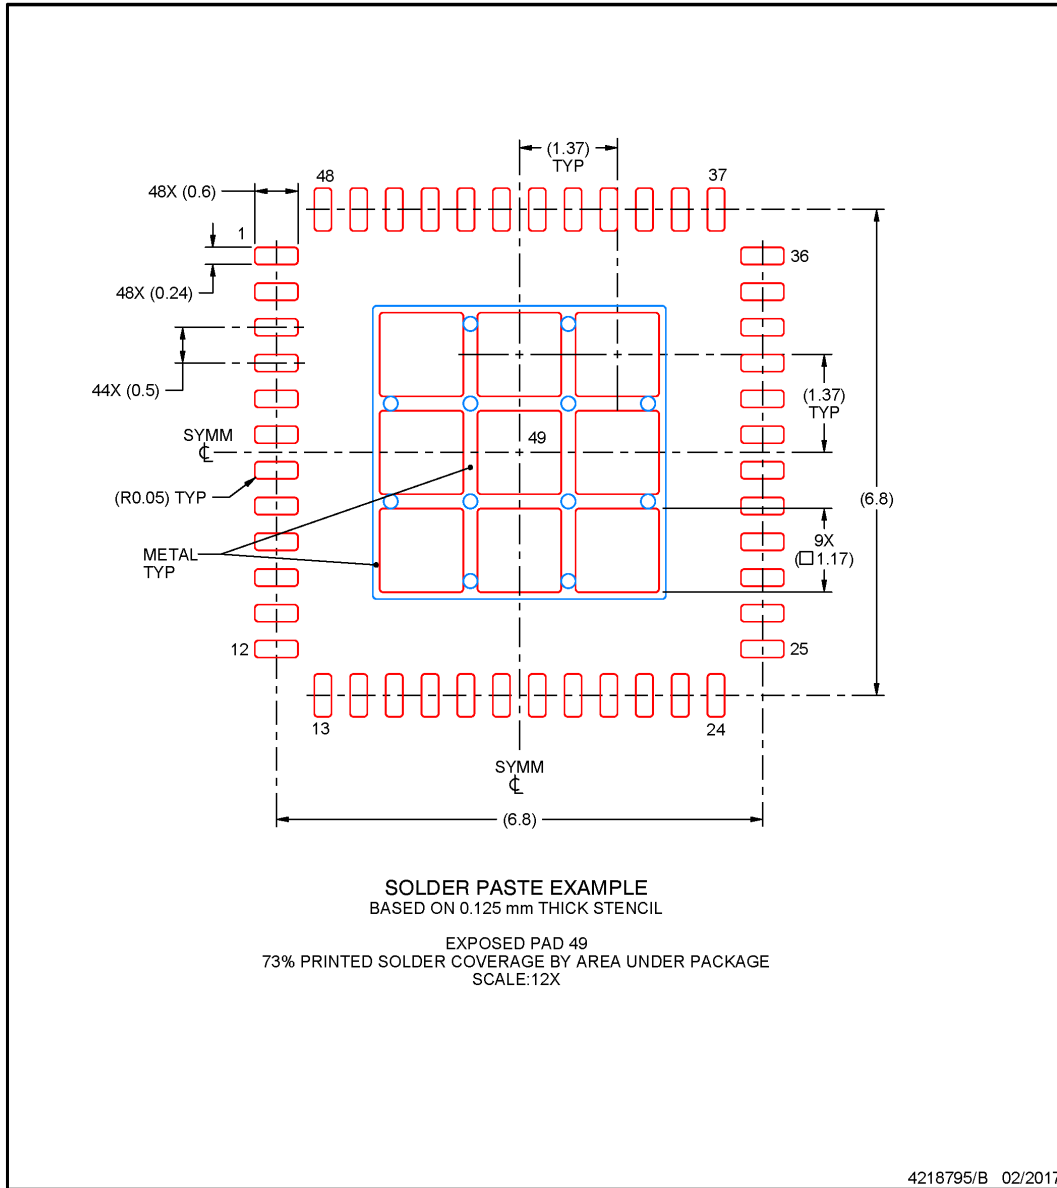 (1.37)
TYP
48
37
48X (0.6)
1
36
48X (0.24)
44X (0.5)
(1.37)
TYP
49
SYMM
℄
(R0.05) TYP
(6.8)
METAL
TYP
9X
(□1.17)
12
25
13
24
SYMM
℄
(6.8)
SOLDER PASTE EXAMPLE
BASED ON 0.125 mm THICK STENCIL
EXPOSED PAD 49
73% PRINTED SOLDER COVERAGE BY AREA UNDER PACKAGE
SCALE:12X
4218795/B 02/2017